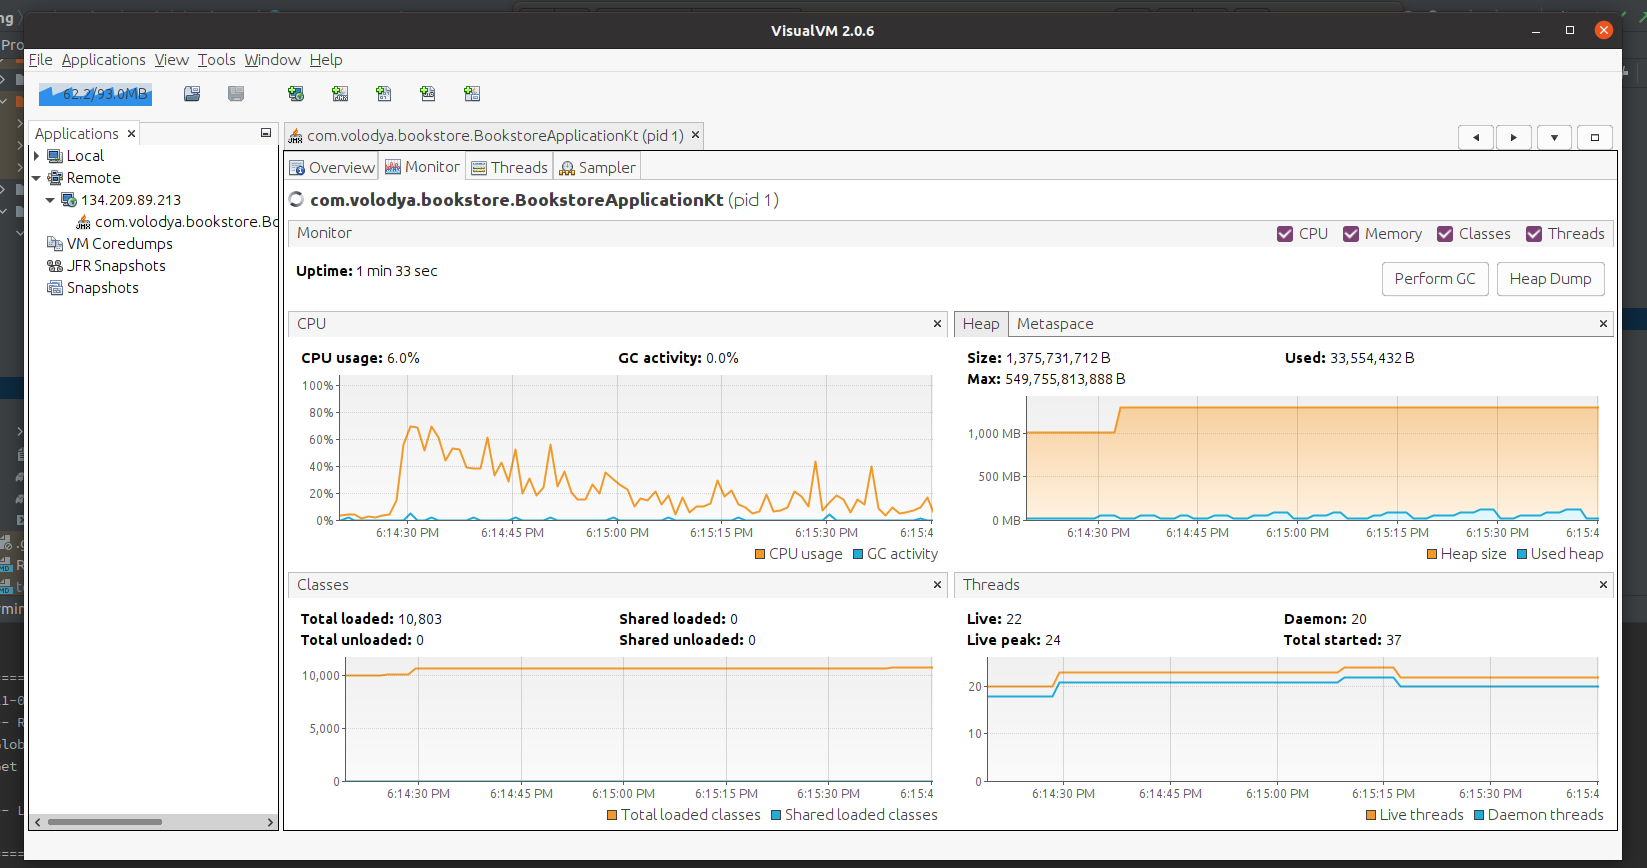 ng
VisualVM 2.0.6
Pro
File Applications View Tools Window Help
62.2/93.0MB
Applications
com.volodya.bookstore.BookstoreApplicationKt (pid 1)
Local
Remote
134.209.89.213
com.volodya.bookstore.Bo
VM Coredumps
JFR Snapshots
Snapshots
Overview Monitor Threads Sampler
com.volodya.bookstore.BookstoreApplicationKt (pid 1)
Monitor CPU Memory Classes Threads
Uptime: 1 min 33 sec
Perform GC Heap Dump
CPU
CPU usage: 6.0% GC activity: 0.0%
100%
80%
60%
40%
20%
0%
6:14:30 PM 6:14:45 PM 6:15:00 PM 6:15:15 PM 6:15:30 PM 6:15:4
CPU usage GC activity
Heap Metaspace
Size: 1,375,731,712 B Used: 33,554,432 B
Max: 549,755,813,888 B
1,000 MB
500 MB
0 MB
6:14:30 PM 6:14:45 PM 6:15:00 PM 6:15:15 PM 6:15:30 PM 6:15:4
Heap size Used heap
Classes
Total loaded: 10,803 Shared loaded: 0
Total unloaded: 0 Shared unloaded: 0
10,000
5,000
0
6:14:30 PM 6:14:45 PM 6:15:00 PM 6:15:15 PM 6:15:30 PM 6:15:4
Total loaded classes Shared loaded classes
Threads
Live: 22 Daemon: 20
Live peak: 24 Total started: 37
20
10
0
6:14:30 PM 6:14:45 PM 6:15:00 PM 6:15:15 PM 6:15:30 PM 6:15:4
Live threads Daemon threads